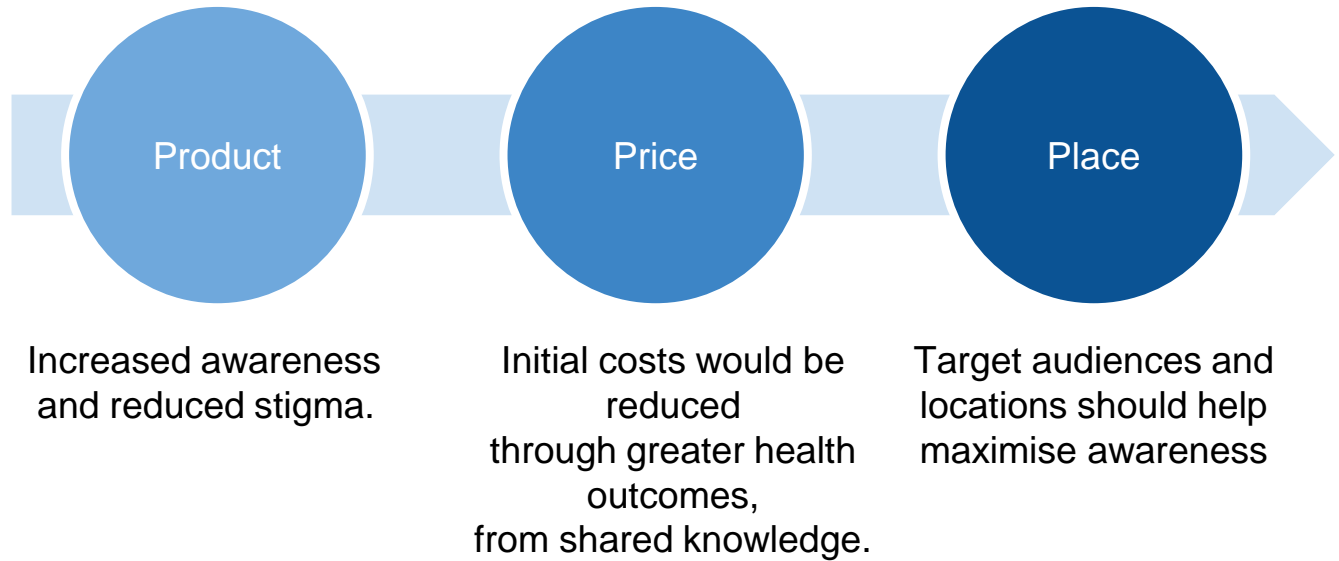 Product
Price
Place
Increased awareness
and reduced stigma.
Initial costs would be
reduced
through greater health
outcomes,
from shared knowledge.
Target audiences and
locations should help
maximise awareness